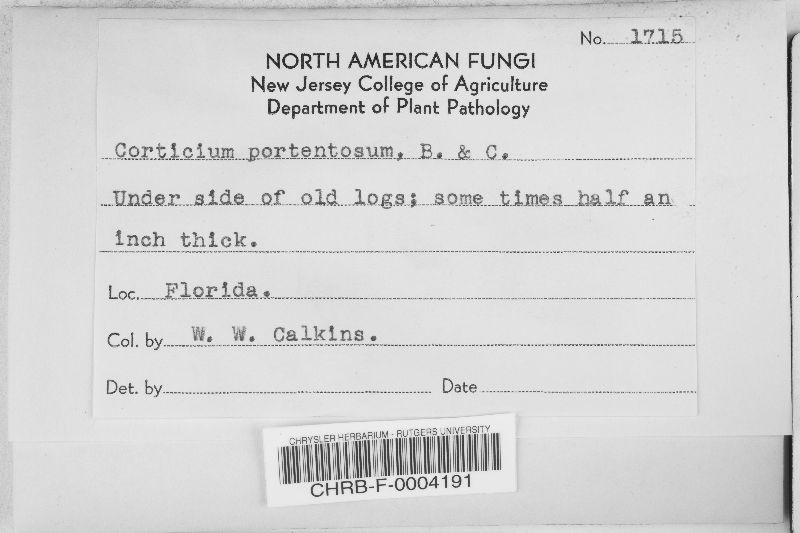 No. 1715
NORTH AMERICAN FUNGI
New Jersey College of Agriculture
Department of Plant Pathology
Corticium portentosum, B. & C.
Under side of old logs; some times half an
inch thick.
Loc. Florida.
Col. by W. W. Calkins.
Det. by Date
CHRYSLER HERBARIUM - RUTGERS UNIVERSITY
CHRB-F-0004191